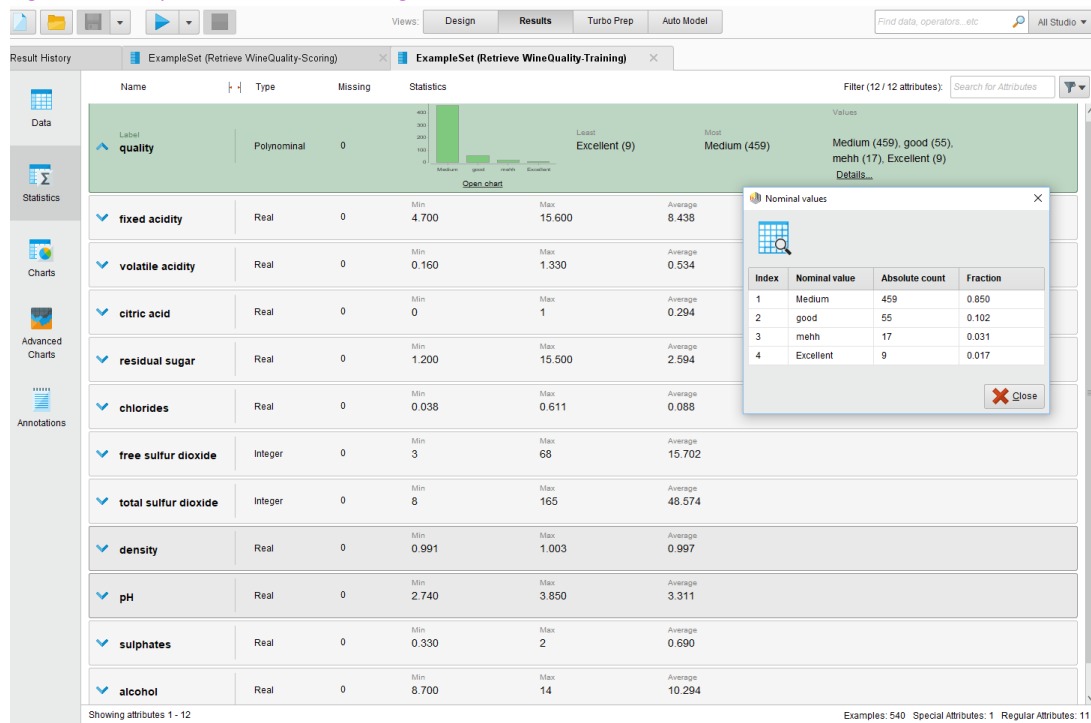 Views: Design Results Turbo Prep Auto Model Find data, operators...etc All Studio
Result History ExampleSet (Retrieve WineQuality-Scoring) ExampleSet (Retrieve WineQuality-Training)
Name Type Missing Statistics Filter (12 / 12 attributes): Search for Attributes
Data
Statistics
Charts
Advanced
Charts
Annotations
Label
quality Polynominal 0
400
300
200
100
0
Medium good mehh Excellent
Open chart
Least
Excellent (9)
Most
Medium (459)
Values
Medium (459), good (55),
mehh (17), Excellent (9)
Details...
Min Max Average
fixed acidity Real 0 4.700 15.600 8.438
Min Max Average
volatile acidity Real 0 0.160 1.330 0.534
Min Max Average
citric acid Real 0 0 1 0.294
Min Max Average
residual sugar Real 0 1.200 15.500 2.594
Min Max Average
chlorides Real 0 0.038 0.611 0.088
Min Max Average
free sulfur dioxide Integer 0 3 68 15.702
Min Max Average
total sulfur dioxide Integer 0 8 165 48.574
Min Max Average
density Real 0 0.991 1.003 0.997
Min Max Average
pH Real 0 2.740 3.850 3.311
Min Max Average
sulphates Real 0 0.330 2 0.690
Min Max Average
alcohol Real 0 8.700 14 10.294
Nominal values
Index Nominal value Absolute count Fraction
1 Medium 459 0.850
2 good 55 0.102
3 mehh 17 0.031
4 Excellent 9 0.017
Close
Showing attributes 1 - 12 Examples: 540 Special Attributes: 1 Regular Attributes: 11